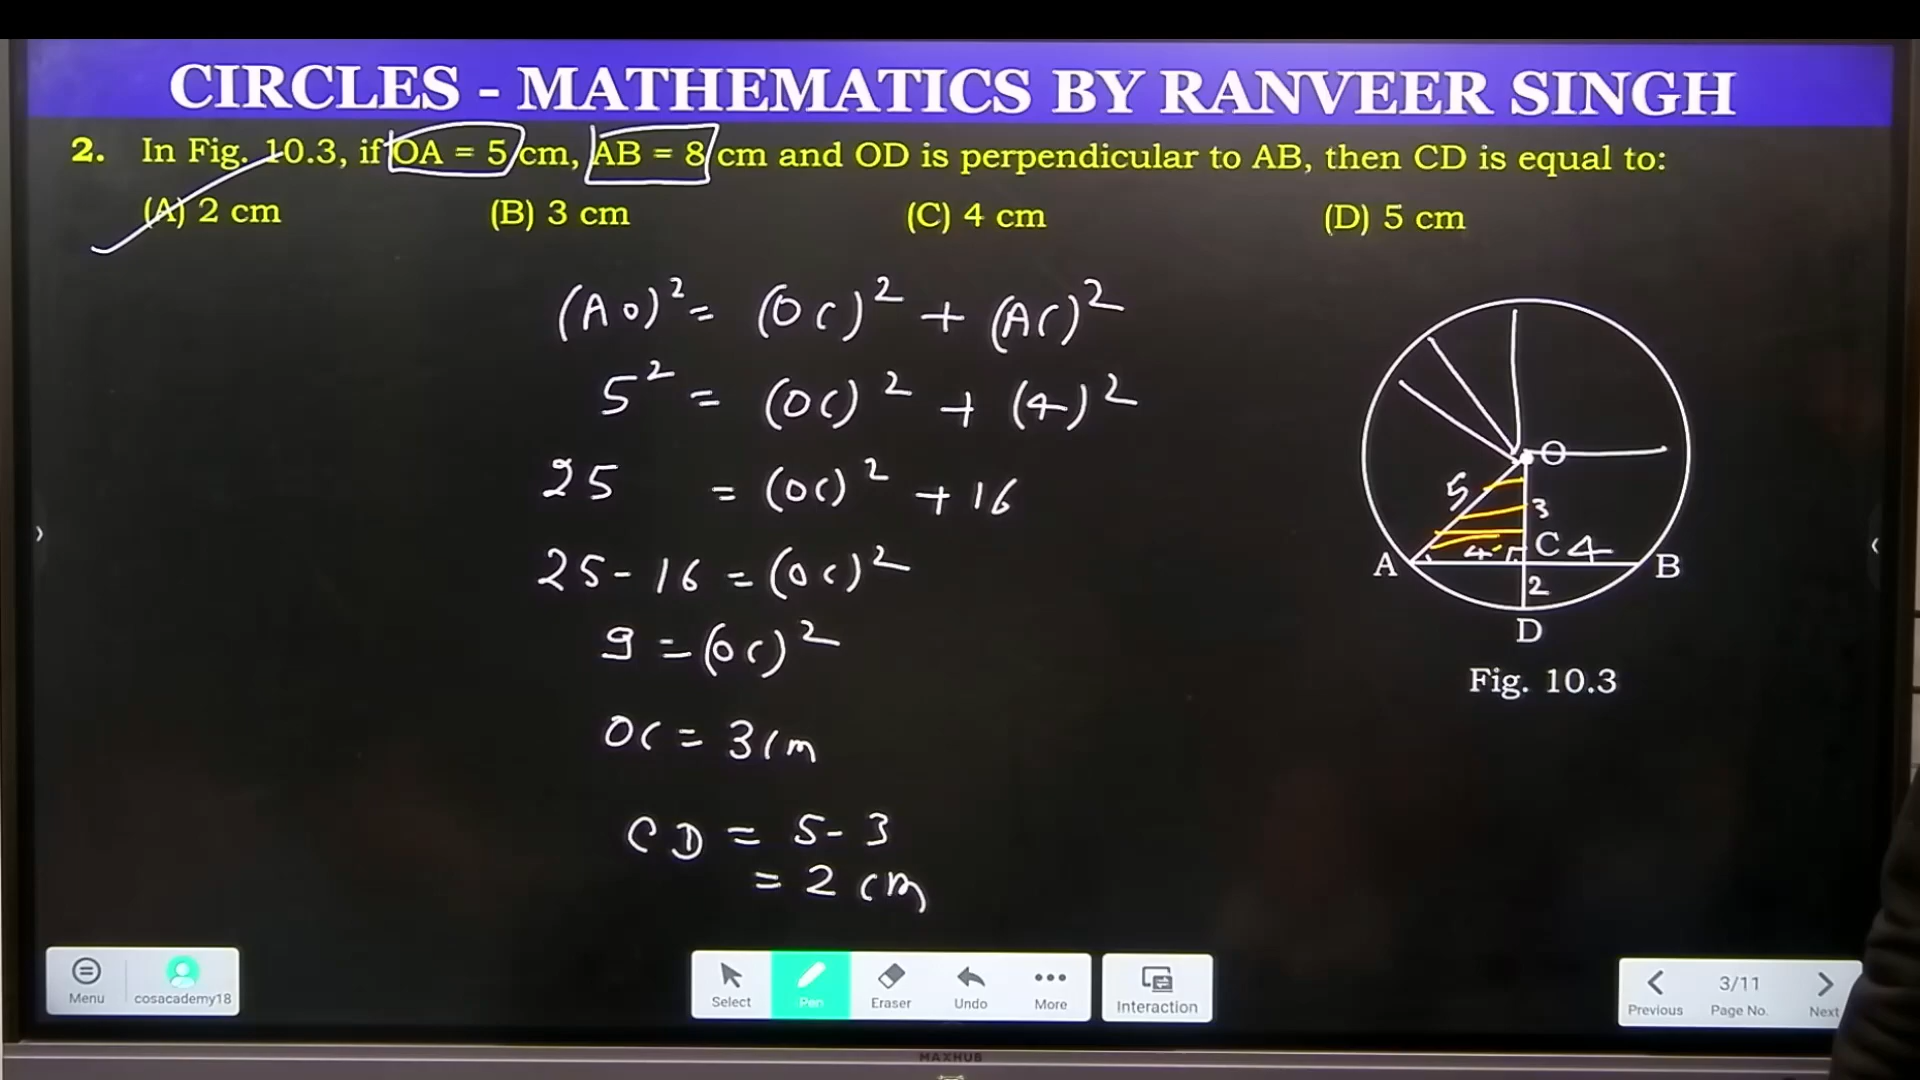 CIRCLES - MATHEMATICS BY RANVEER SINGH
2. In Fig. 10.3, if OA = 5 cm, AB = 8 cm and OD is perpendicular to AB, then CD is equal to:
(A) 2 cm (B) 3 cm (C) 4 cm (D) 5 cm
(AO)² = (OC)² + (AC)²
5² = (OC)² + (4)²
25 = (OC)² + 16
25 - 16 = (OC)²
9 = (OC)²
OC = 3 cm
CD = 5 - 3
= 2 cm
O
5
3
4 C 4
A B
2
D
Fig. 10.3
Menu cosacademy18 Select Pen Eraser Undo More Interaction Previous 3/11 Page No. Next
MAXHUB